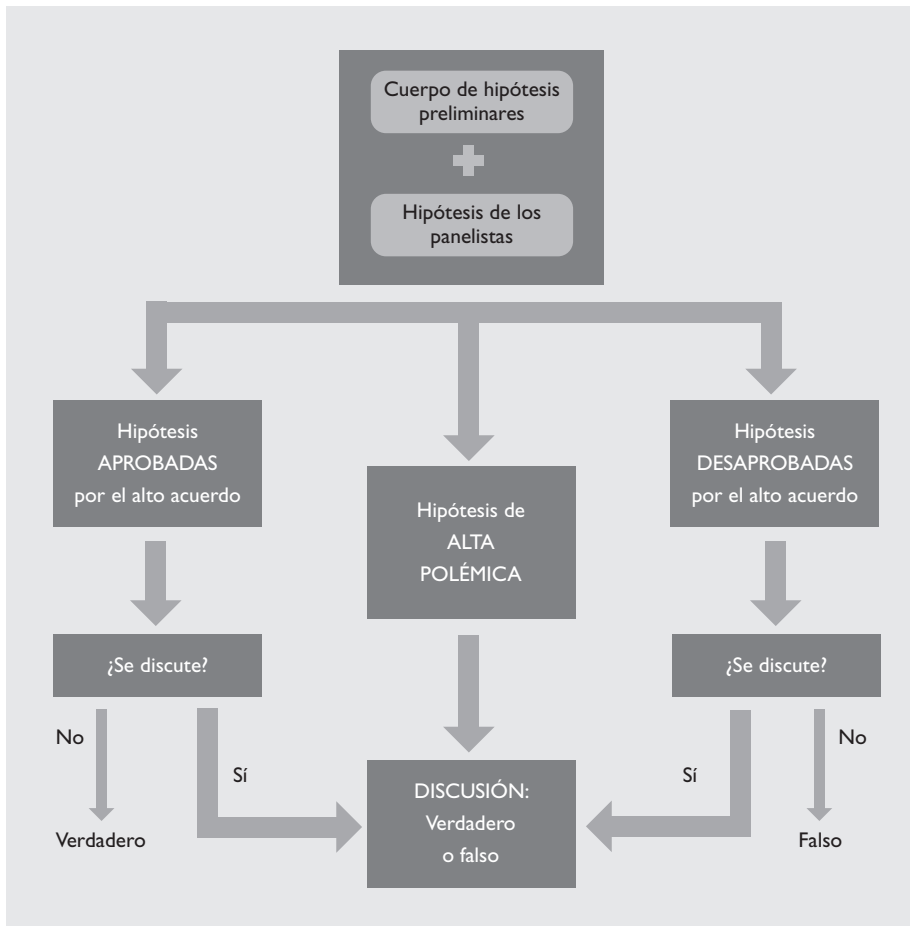 Cuerpo de hipótesis
preliminares
Hipótesis de los
panelistas
Hipótesis
APROBADAS
por el alto acuerdo
Hipótesis de
ALTA
POLÉMICA
Hipótesis
DESAPROBADAS
por el alto acuerdo
¿Se discute?
¿Se discute?
No
Sí
Verdadero
DISCUSIÓN:
Verdadero
o falso
Sí
No
Falso